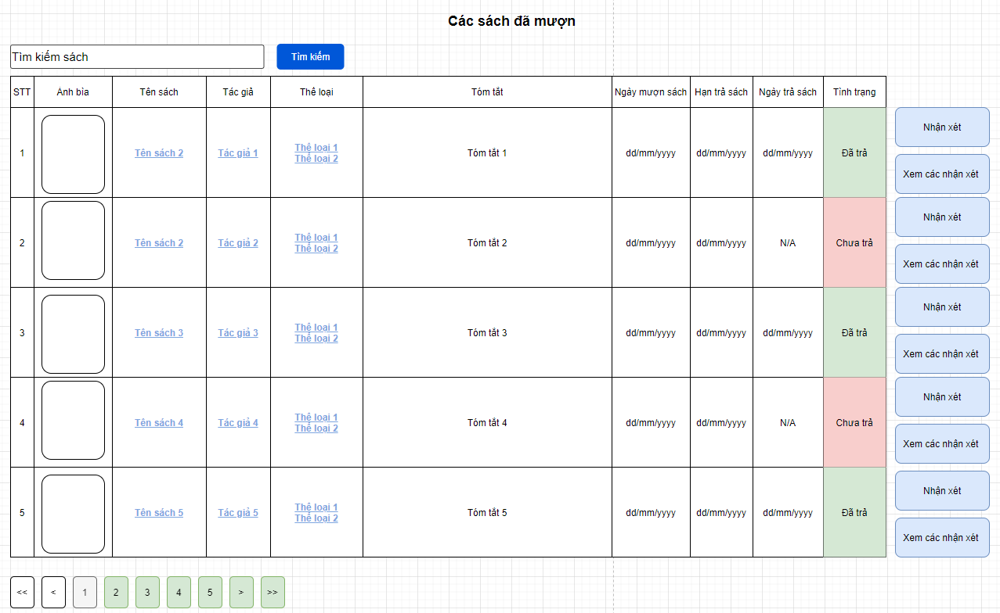 Các sách đã mượn
Tìm kiếm sách Tìm kiếm
STT Ảnh bìa Tên sách Tác giả Thể loại Tóm tắt Ngày mượn sách Hạn trả sách Ngày trả sách Tình trạng
Nhận xét
1 Tên sách 2 Tác giả 1 Thể loại 1 Tóm tắt 1 dd/mm/yyyy dd/mm/yyyy dd/mm/yyyy Đã trả
Thể loại 2
Xem các nhận xét
Nhận xét
2 Tên sách 2 Tác giả 2 Thể loại 1 Tóm tắt 2 dd/mm/yyyy dd/mm/yyyy N/A Chưa trả
Thể loại 2
Xem các nhận xét
Nhận xét
3 Tên sách 3 Tác giả 3 Thể loại 1 Tóm tắt 3 dd/mm/yyyy dd/mm/yyyy dd/mm/yyyy Đã trả
Thể loại 2
Xem các nhận xét
Nhận xét
4 Tên sách 4 Tác giả 4 Thể loại 1 Tóm tắt 4 dd/mm/yyyy dd/mm/yyyy N/A Chưa trả
Thể loại 2
Xem các nhận xét
Nhận xét
5 Tên sách 5 Tác giả 5 Thể loại 1 Tóm tắt 5 dd/mm/yyyy dd/mm/yyyy dd/mm/yyyy Đã trả
Thể loại 2
Xem các nhận xét
<< < 1 2 3 4 5 > >>